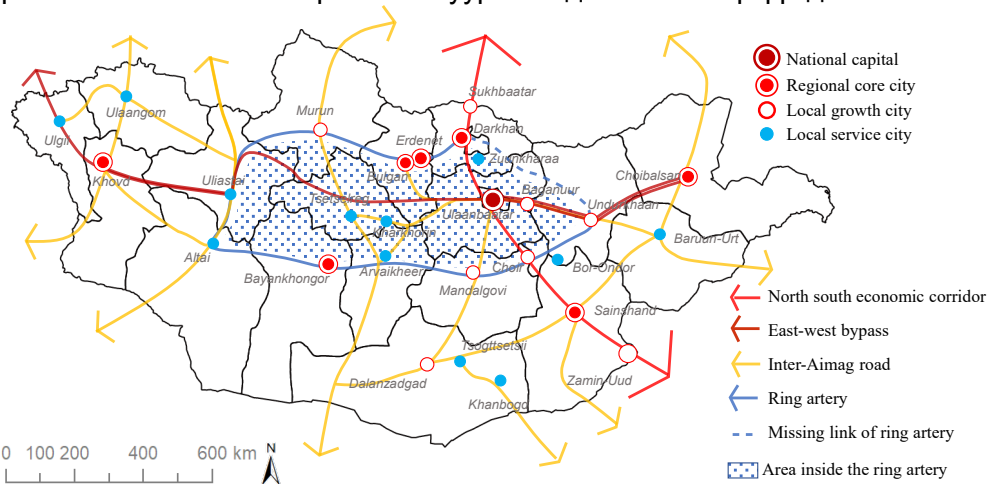 National capital
Regional core city
Local growth city
Local service city
Sukhbaatar
Murun
Darkhan
Erdenet
Zuunkharaa
Ulaangom
Ulgii
Khovd
Uliastai
Bulgan
Tsetserleg
Ulaanbaatar
Baganuur
Undurkhaan
Choibalsan
Kharkhorin
Baruun-Urt
Altai
Bayankhongor
Arvaikheer
Choir
Bor-Ondor
Mandalgovi
Sainshand
Tsogttsetsii
Dalanzadgad
Zamin-Uud
Khanbogd
North south economic corridor
East-west bypass
Inter-Aimag road
Ring artery
Missing link of ring artery
Area inside the ring artery
0 100 200 400 600 km
N